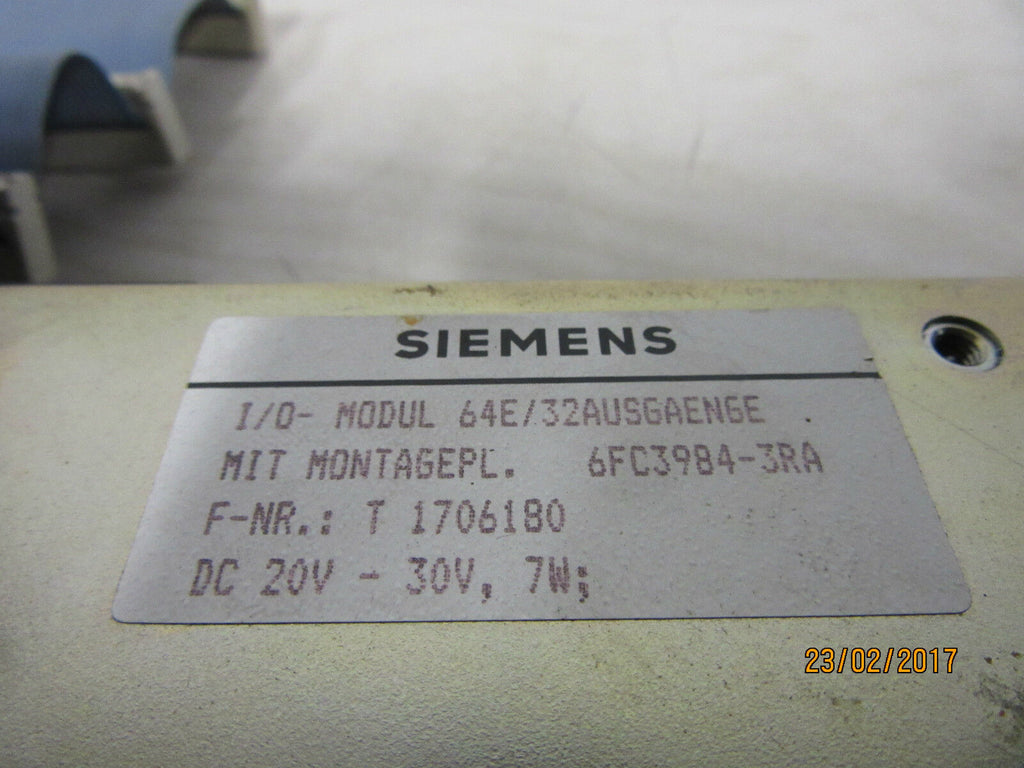 SIEMENS
I/O- MODUL 64E/32AUSGAENGE
MIT MONTAGEPL. 6FC3984-3RA
F-NR.: T 1706180
DC 20V - 30V, 7W;
23/02/2017